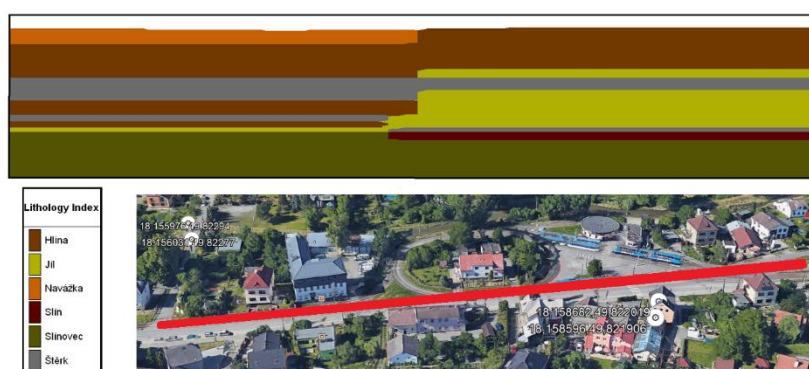 Lithology Index
Hlína
Jíl
Navážka
Slín
Slínovec
Štěrk
18.155976 49.82294
18.15603 49.82277
18.158682 49.822019
18.158596 49.821906